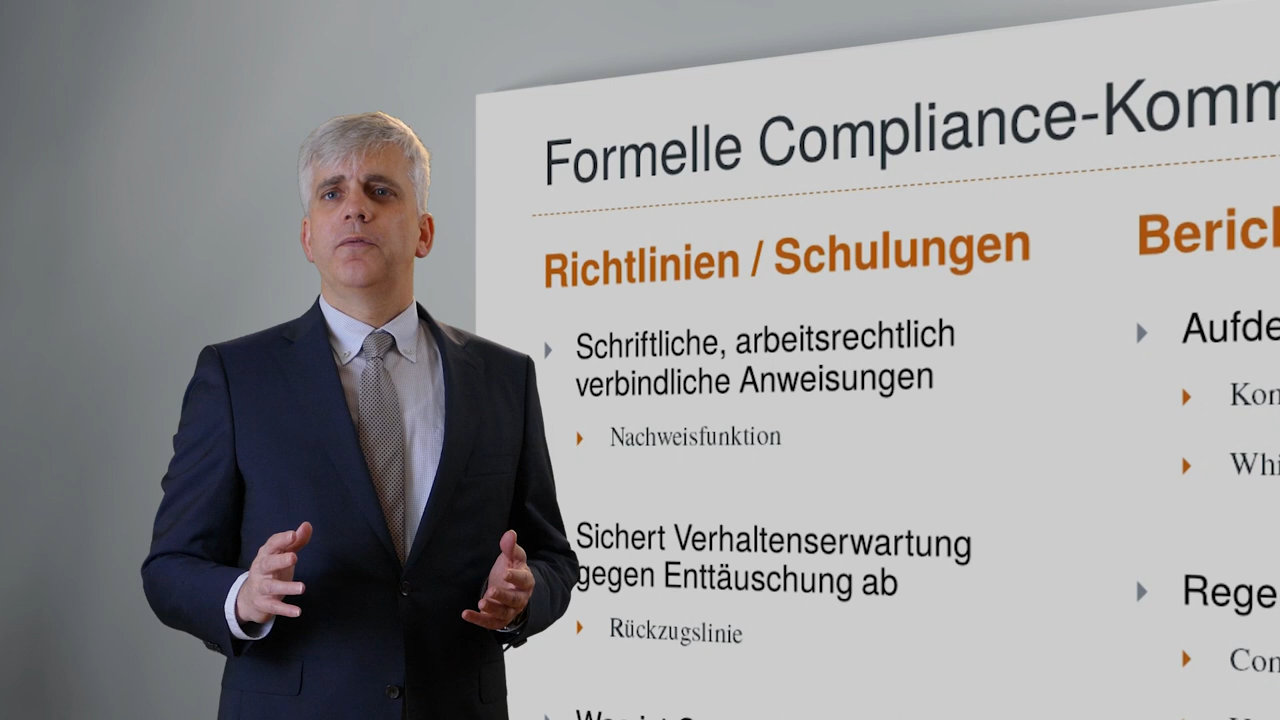 Formelle Compliance-Komm
Richtlinien / Schulungen
Schriftliche, arbeitsrechtlich
verbindliche Anweisungen
Nachweisfunktion
Sichert Verhaltenserwartung
gegen Enttäuschung ab
Rückzugslinie
Beric
Aufde
Kon
Whi
Rege
Con